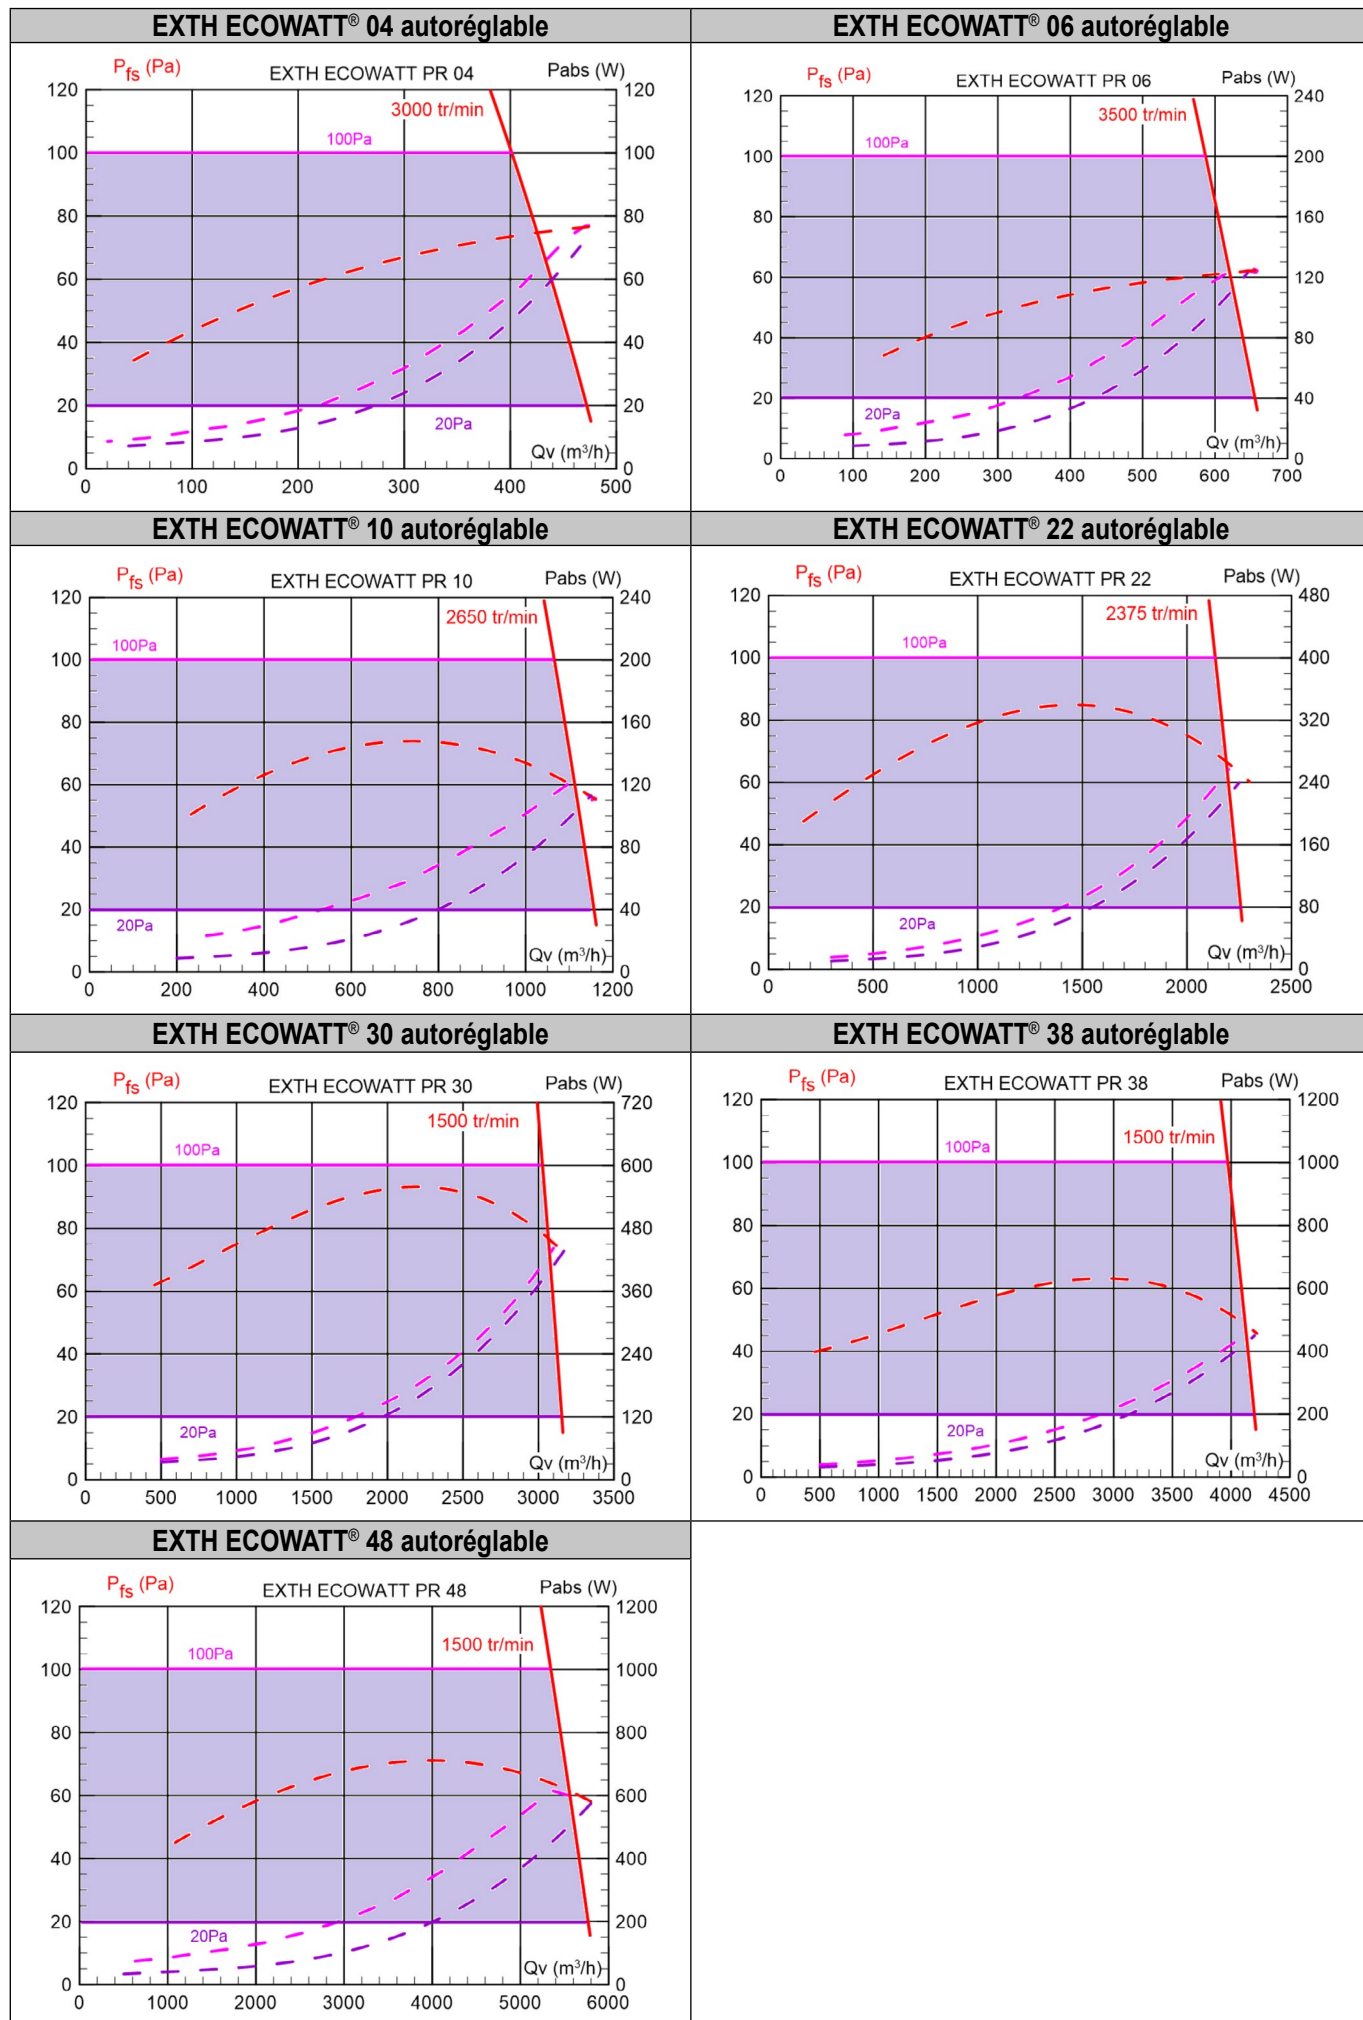 EXTH ECOWATT® 04 autoréglable
Pfs (Pa) EXTH ECOWATT PR 04 Pabs (W)
120 3000 tr/min 120
100 100Pa 100
80 80
60 60
40 40
20 20Pa 20
0 Qv (m³/h) 0
0 100 200 300 400 500
EXTH ECOWATT® 06 autoréglable
Pfs (Pa) EXTH ECOWATT PR 06 Pabs (W)
120 3500 tr/min 240
100 100Pa 200
80 160
60 120
40 80
20 20Pa 40
0 Qv (m³/h) 0
0 100 200 300 400 500 600 700
EXTH ECOWATT® 10 autoréglable
Pfs (Pa) EXTH ECOWATT PR 10 Pabs (W)
120 2650 tr/min 240
100 100Pa 200
80 160
60 120
40 80
20 20Pa 40
0 Qv (m³/h) 0
0 200 400 600 800 1000 1200
EXTH ECOWATT® 22 autoréglable
Pfs (Pa) EXTH ECOWATT PR 22 Pabs (W)
120 2375 tr/min 480
100 100Pa 400
80 320
60 240
40 160
20 20Pa 80
0 Qv (m³/h) 0
0 500 1000 1500 2000 2500
EXTH ECOWATT® 30 autoréglable
Pfs (Pa) EXTH ECOWATT PR 30 Pabs (W)
120 1500 tr/min 720
100 100Pa 600
80 480
60 360
40 240
20 20Pa 120
0 Qv (m³/h) 0
0 500 1000 1500 2000 2500 3000 3500
EXTH ECOWATT® 38 autoréglable
Pfs (Pa) EXTH ECOWATT PR 38 Pabs (W)
120 1500 tr/min 1200
100 100Pa 1000
80 800
60 600
40 400
20 20Pa 200
0 Qv (m³/h) 0
0 500 1000 1500 2000 2500 3000 3500 4000 4500
EXTH ECOWATT® 48 autoréglable
Pfs (Pa) EXTH ECOWATT PR 48 Pabs (W)
120 1500 tr/min 1200
100 100Pa 1000
80 800
60 600
40 400
20 20Pa 200
0 Qv (m³/h) 0
0 1000 2000 3000 4000 5000 6000